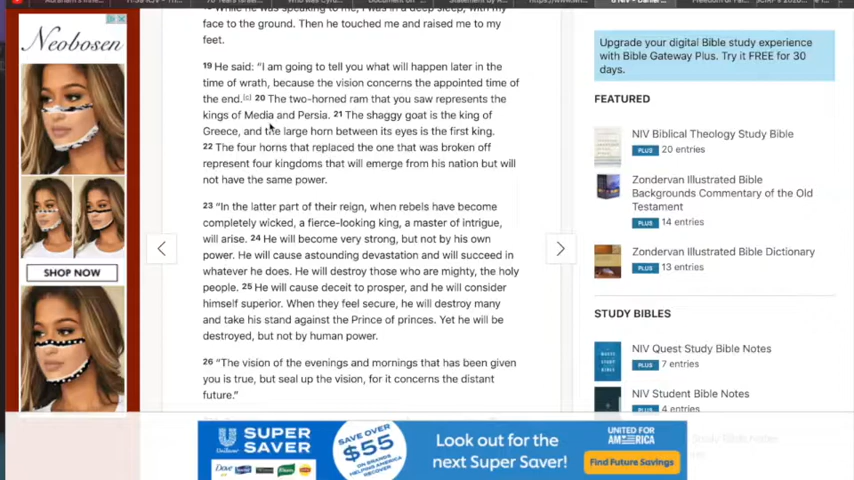 Neobosen
SHOP NOW
face to the ground. Then he touched me and raised me to my
feet.
19 He said: “I am going to tell you what will happen later in the
time of wrath, because the vision concerns the appointed time of
the end.[c] 20 The two-horned ram that you saw represents the
kings of Media and Persia. 21 The shaggy goat is the king of
Greece, and the large horn between its eyes is the first king.
22 The four horns that replaced the one that was broken off
represent four kingdoms that will emerge from his nation but will
not have the same power.
23 “In the latter part of their reign, when rebels have become
completely wicked, a fierce-looking king, a master of intrigue,
will arise. 24 He will become very strong, but not by his own
power. He will cause astounding devastation and will succeed in
whatever he does. He will destroy those who are mighty, the holy
people. 25 He will cause deceit to prosper, and he will consider
himself superior. When they feel secure, he will destroy many
and take his stand against the Prince of princes. Yet he will be
destroyed, but not by human power.
26 “The vision of the evenings and mornings that has been given
you is true, but seal up the vision, for it concerns the distant
future.”
Upgrade your digital Bible study experience
with Bible Gateway Plus. Try it FREE for 30
days.
FEATURED
NIV Biblical Theology Study Bible
PLUS 20 entries
Zondervan Illustrated Bible
Backgrounds Commentary of the Old
Testament
PLUS 14 entries
Zondervan Illustrated Bible Dictionary
PLUS 13 entries
STUDY BIBLES
NIV Quest Study Bible Notes
PLUS 7 entries
NIV Student Bible Notes
PLUS 4 entries
Unilever
SUPER
SAVER
Dove
SAVE OVER
$55
ON BRANDS
HELPING AMERICA
RECOVER
Look out for the
next Super Saver!
UNITED FOR
AMERICA
Find Future Savings